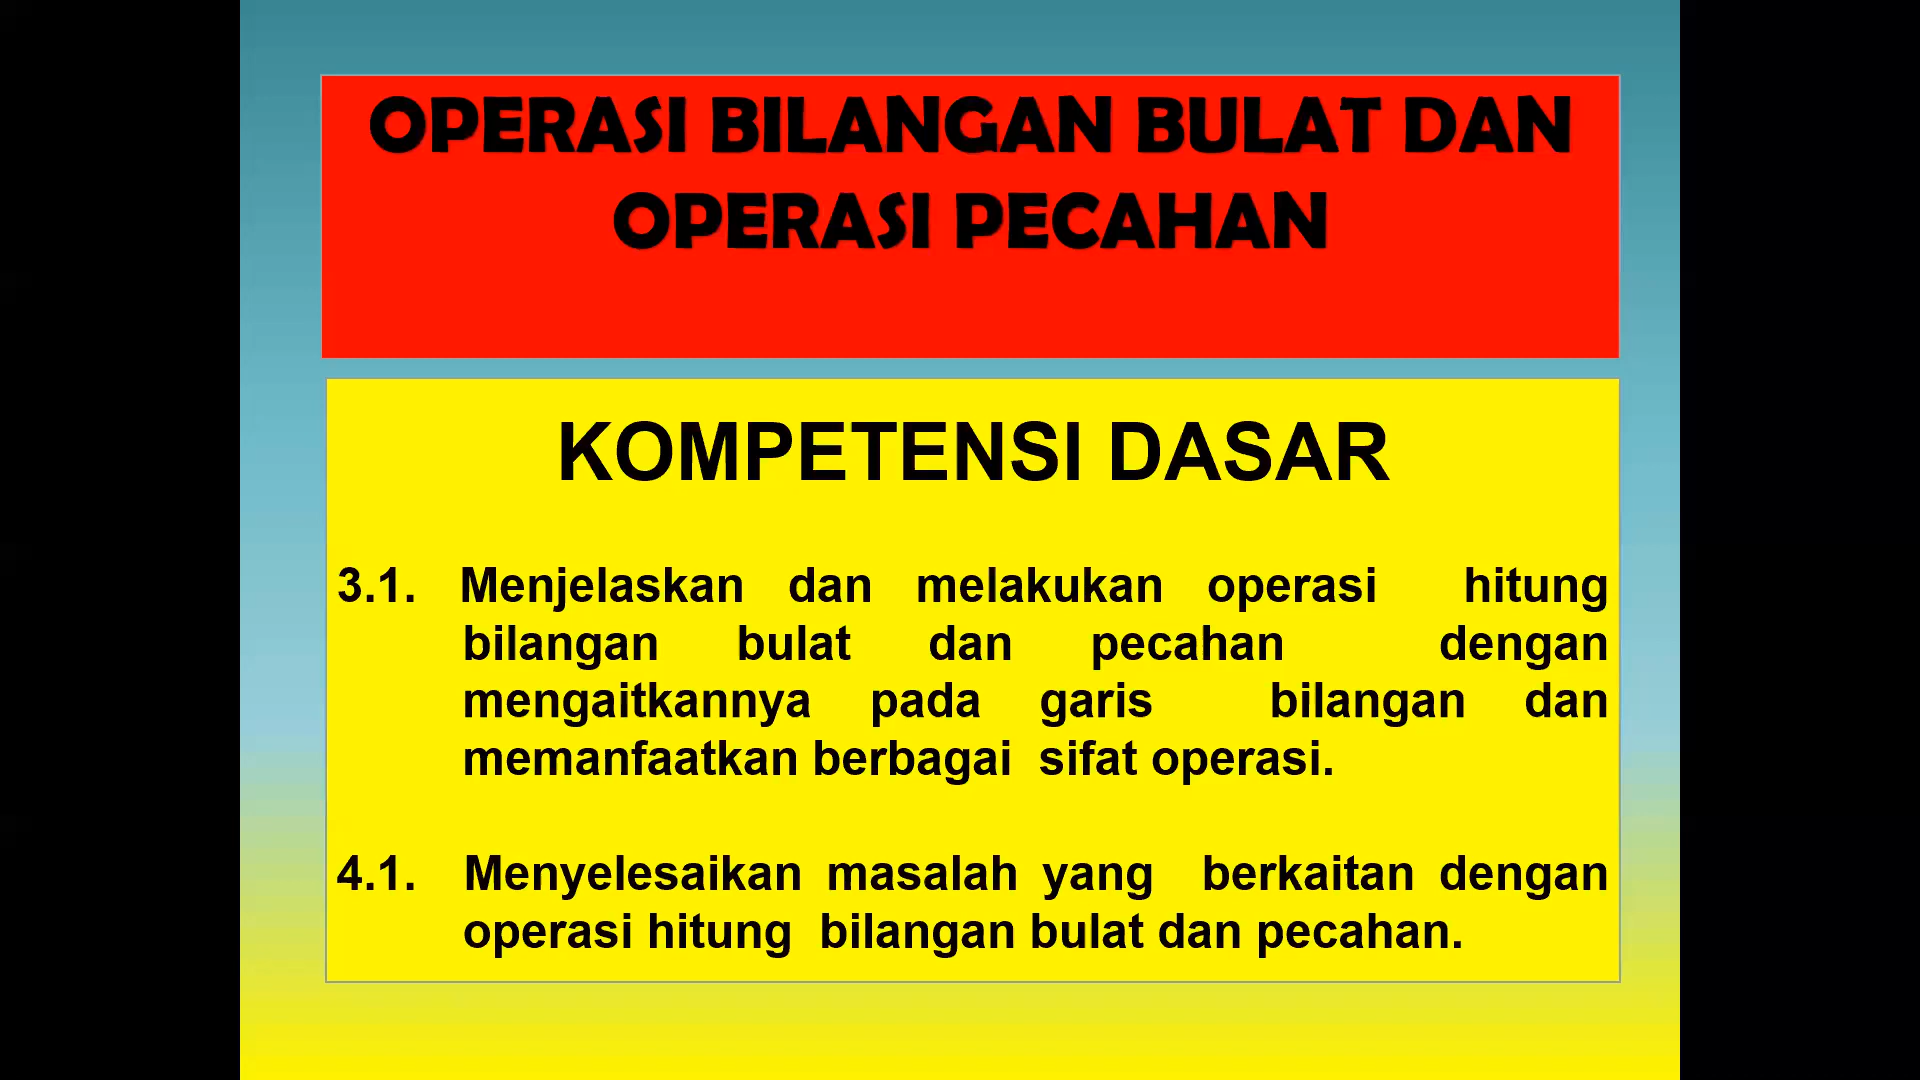 OPERASI BILANGAN BULAT DAN
OPERASI PECAHAN
KOMPETENSI DASAR
3.1. Menjelaskan dan melakukan operasi hitung
bilangan bulat dan pecahan dengan
mengaitkannya pada garis bilangan dan
memanfaatkan berbagai sifat operasi.
4.1. Menyelesaikan masalah yang berkaitan dengan
operasi hitung bilangan bulat dan pecahan.